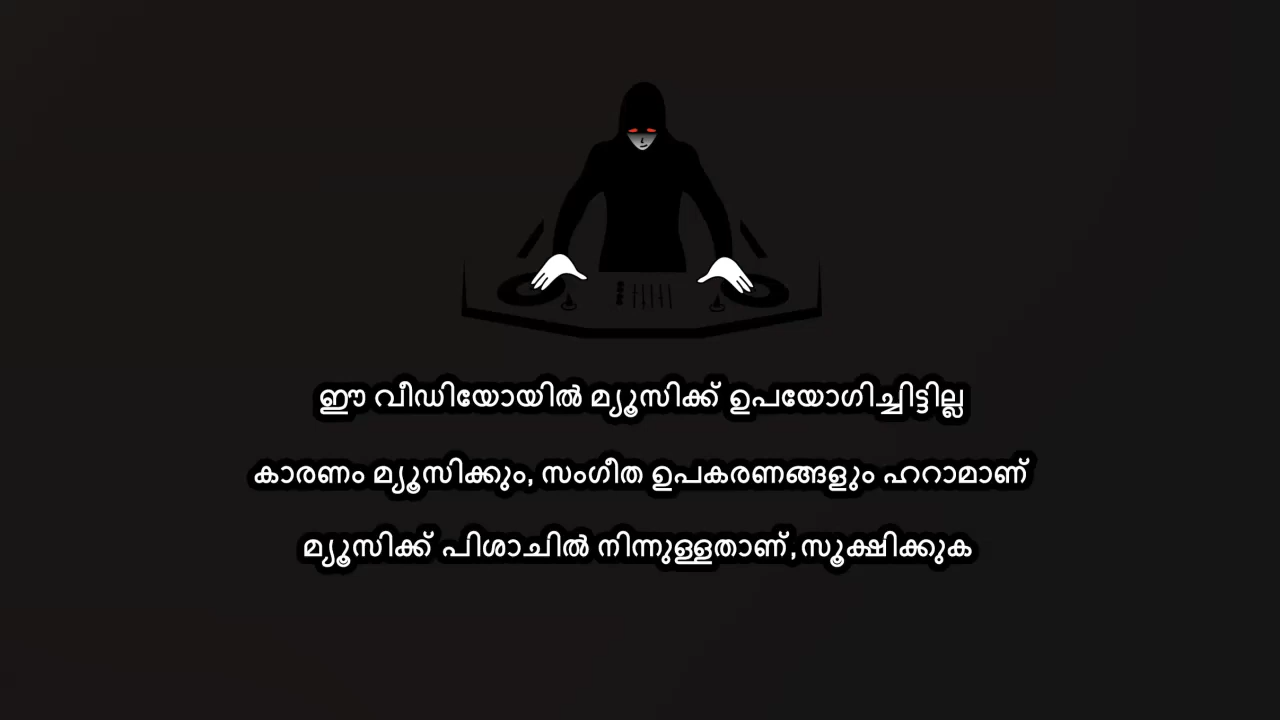 ഈ വീഡിയോയിൽ മ്യൂസിക്ക് ഉപയോഗിച്ചിട്ടില്ല
കാരണം മ്യൂസിക്കും, സംഗീത ഉപകരണങ്ങളും ഹറാമാണ്
മ്യൂസിക്ക് പിശാചിൽ നിന്നുള്ളതാണ്,സൂക്ഷിക്കുക